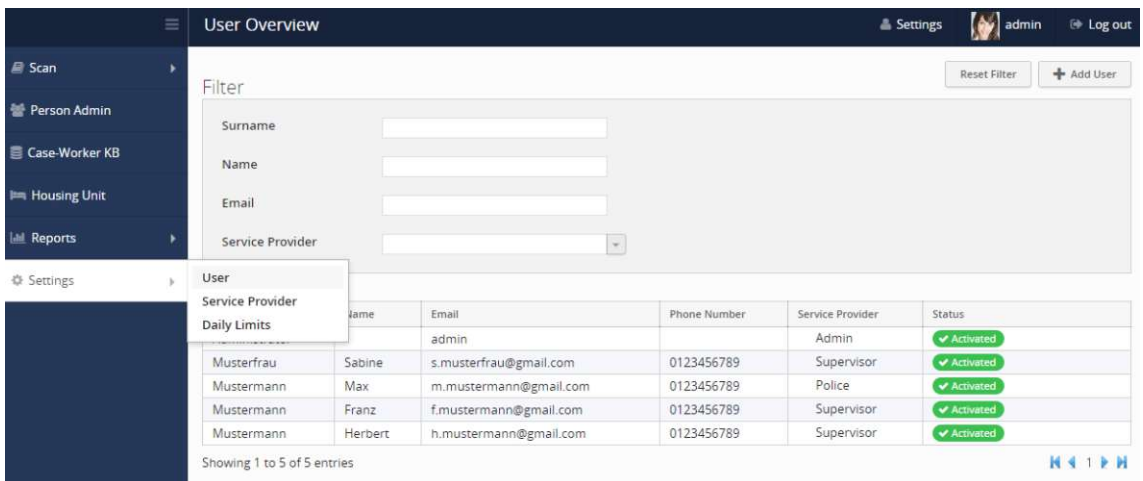 User Overview Settings admin Log out
Scan
Person Admin
Case-Worker KB
Housing Unit
Reports
Settings
Reset Filter Add User
Filter
Surname
Name
Email
Service Provider
User
Service Provider
Daily Limits
Name Email Phone Number Service Provider Status
admin Admin Activated
Musterfrau Sabine s.musterfrau@gmail.com 0123456789 Supervisor Activated
Mustermann Max m.mustermann@gmail.com 0123456789 Police Activated
Mustermann Franz f.mustermann@gmail.com 0123456789 Supervisor Activated
Mustermann Herbert h.mustermann@gmail.com 0123456789 Supervisor Activated
Showing 1 to 5 of 5 entries 1